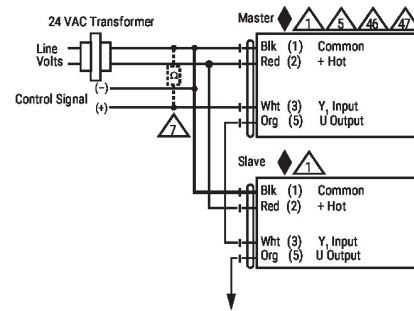 24 VAC Transformer
Line
Volts
Control Signal
(–)
(+)
Ω
7
Master
1
5
46
47
Blk (1) Common
Red (2) + Hot
Wht (3) Y, Input
Org (5) U Output
Slave
1
Blk (1) Common
Red (2) + Hot
Wht (3) Y, Input
Org (5) U Output